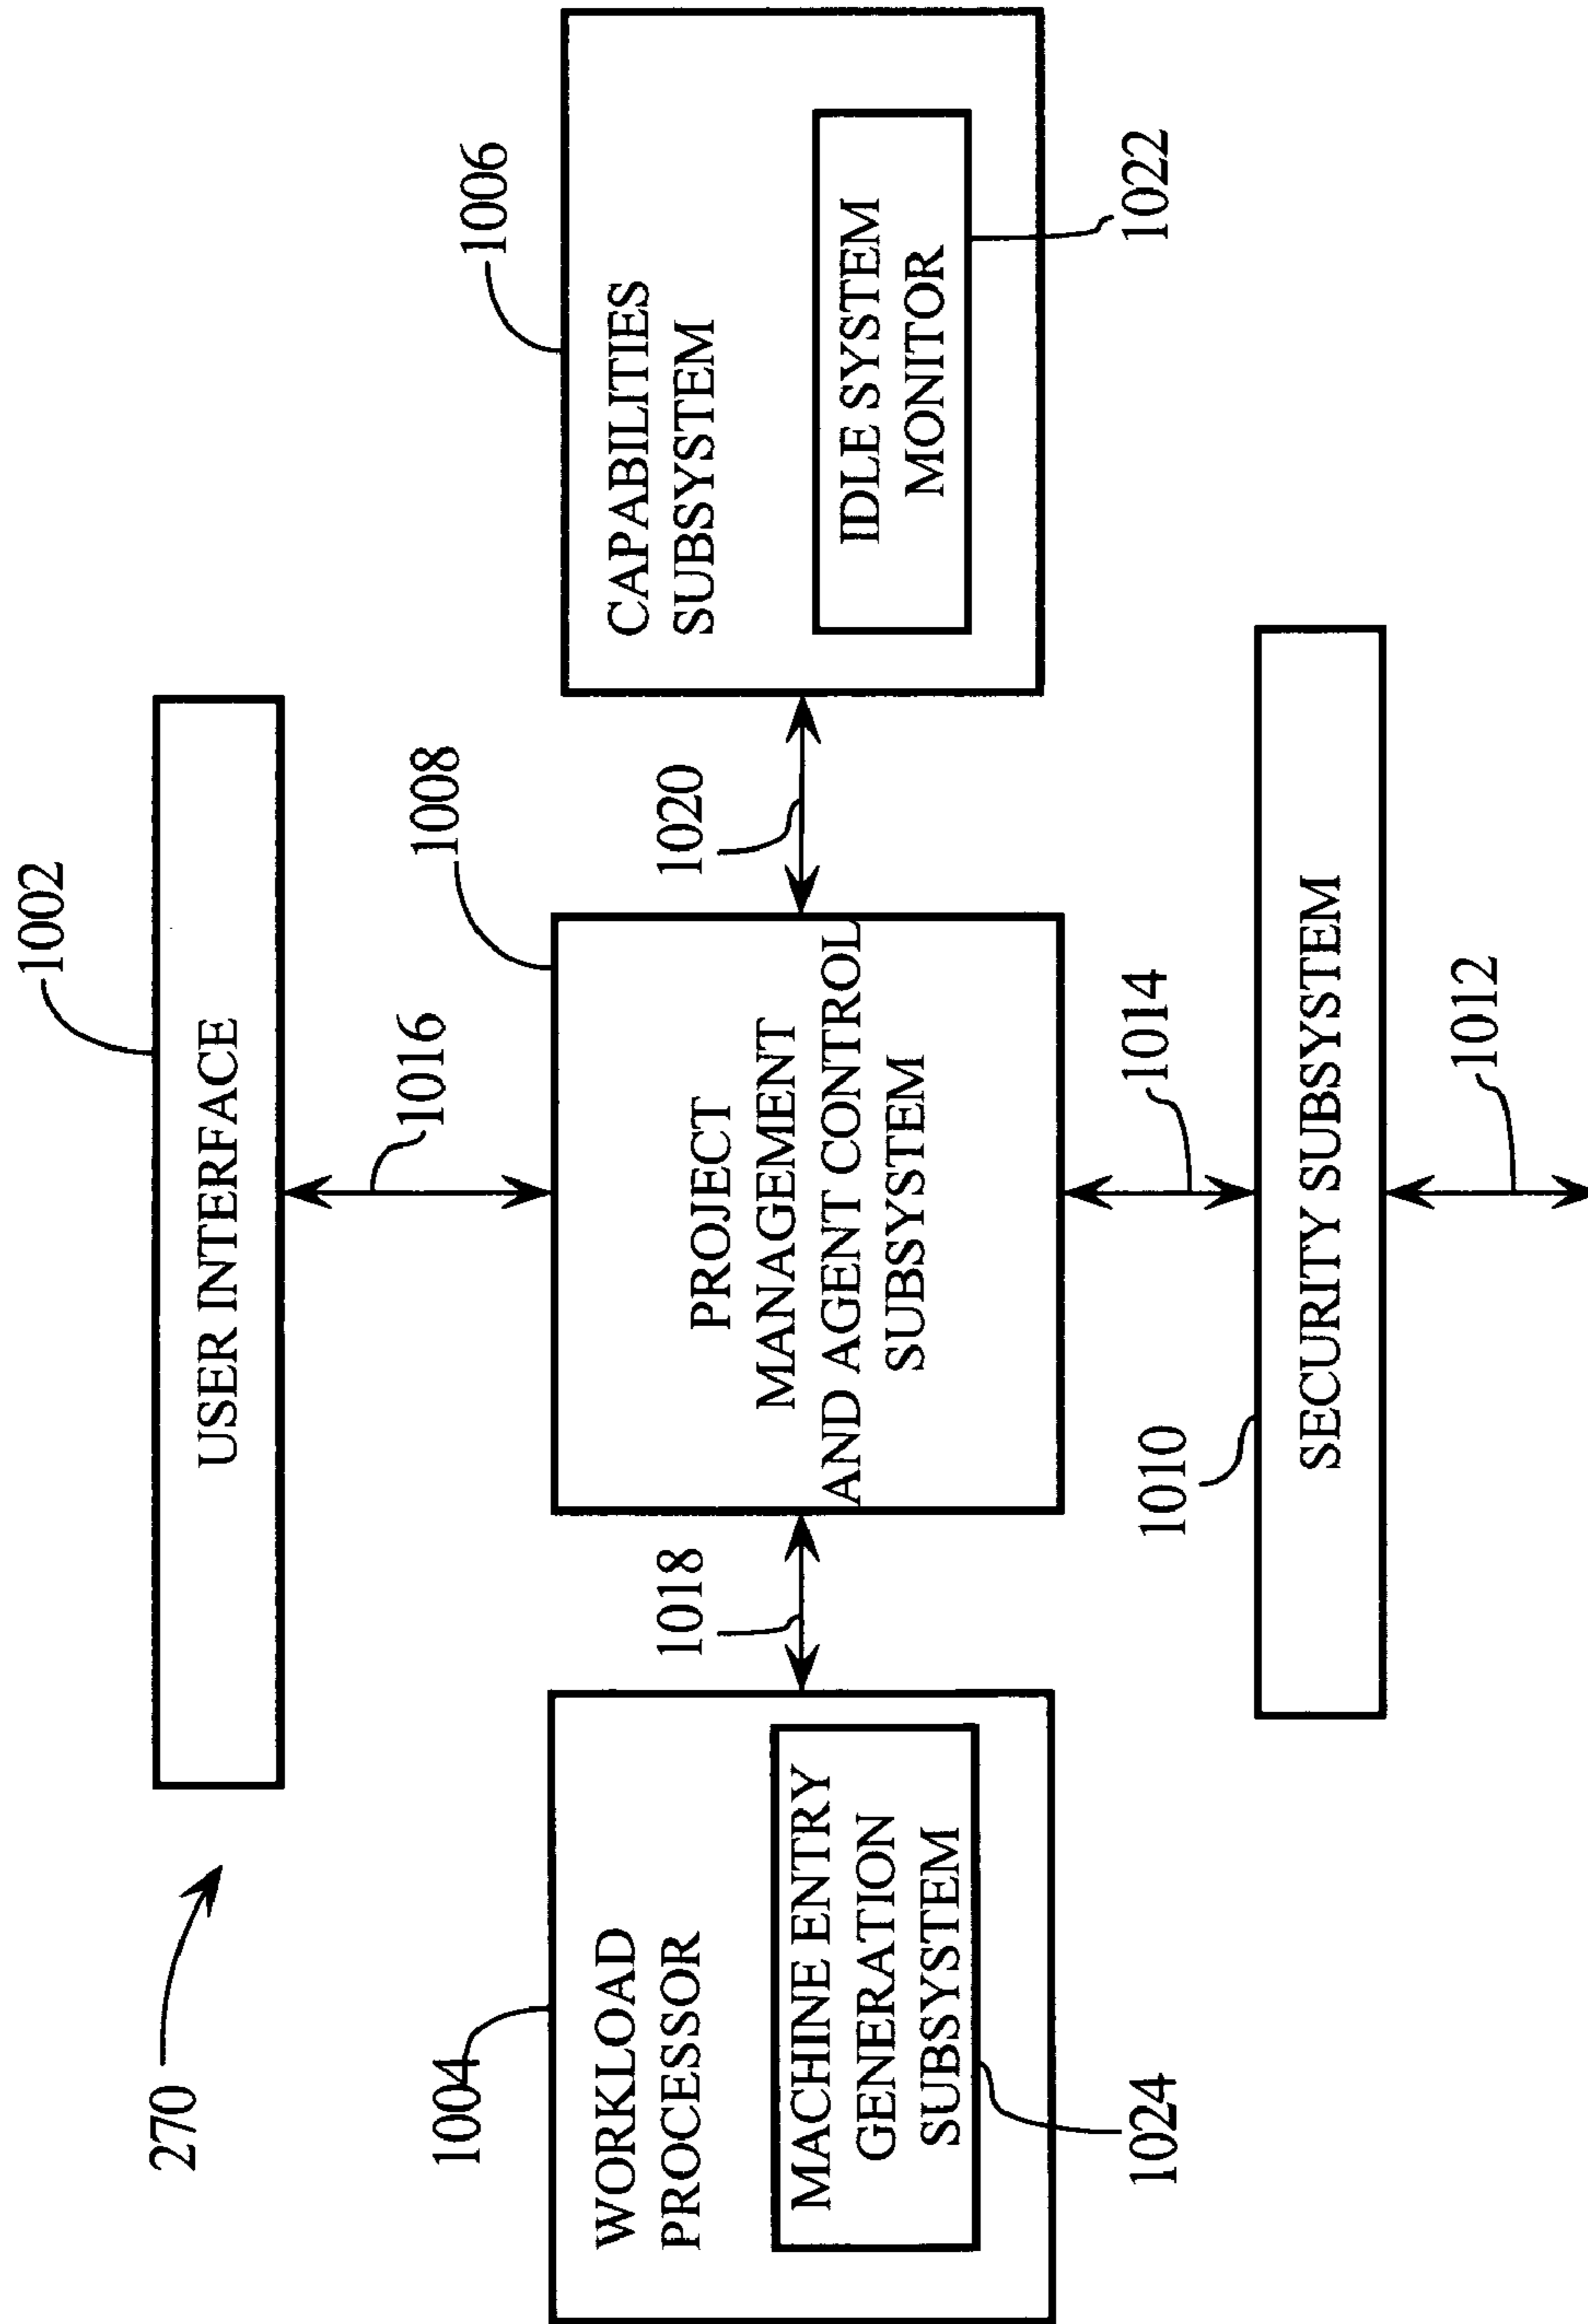 1002
USER INTERFACE
270
1016
1004
WORKLOAD
PROCESSOR
MACHINE ENTRY
GENERATION
SUBSYSTEM
1024
1018
1008
PROJECT
MANAGEMENT
AND AGENT CONTROL
SUBSYSTEM
1020
1006
CAPABILITIES
SUBSYSTEM
IDLE SYSTEM
MONITOR
1022
1014
1010
SECURITY SUBSYSTEM
1012